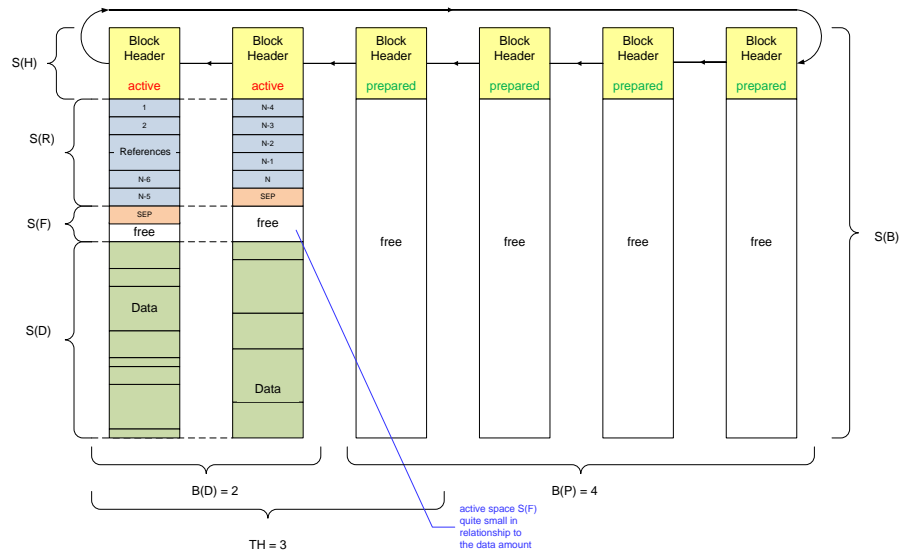 Block
Header
active
Block
Header
active
Block
Header
prepared
Block
Header
prepared
Block
Header
prepared
Block
Header
prepared
S(H)
S(R)
S(F)
S(D)
S(B)
1
2
References
N-6
N-5
SEP
free
Data
N-4
N-3
N-2
N-1
N
SEP
free
Data
free
free
free
free
B(D) = 2
B(P) = 4
TH = 3
active space S(F)
quite small in
relationship to
the data amount